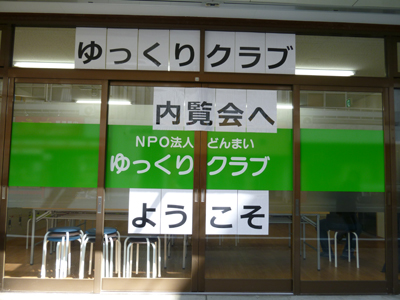 ゆっくりクラブ
内覧会へ
NPO法人 どんまい
ゆっくりクラブ
ようこそ